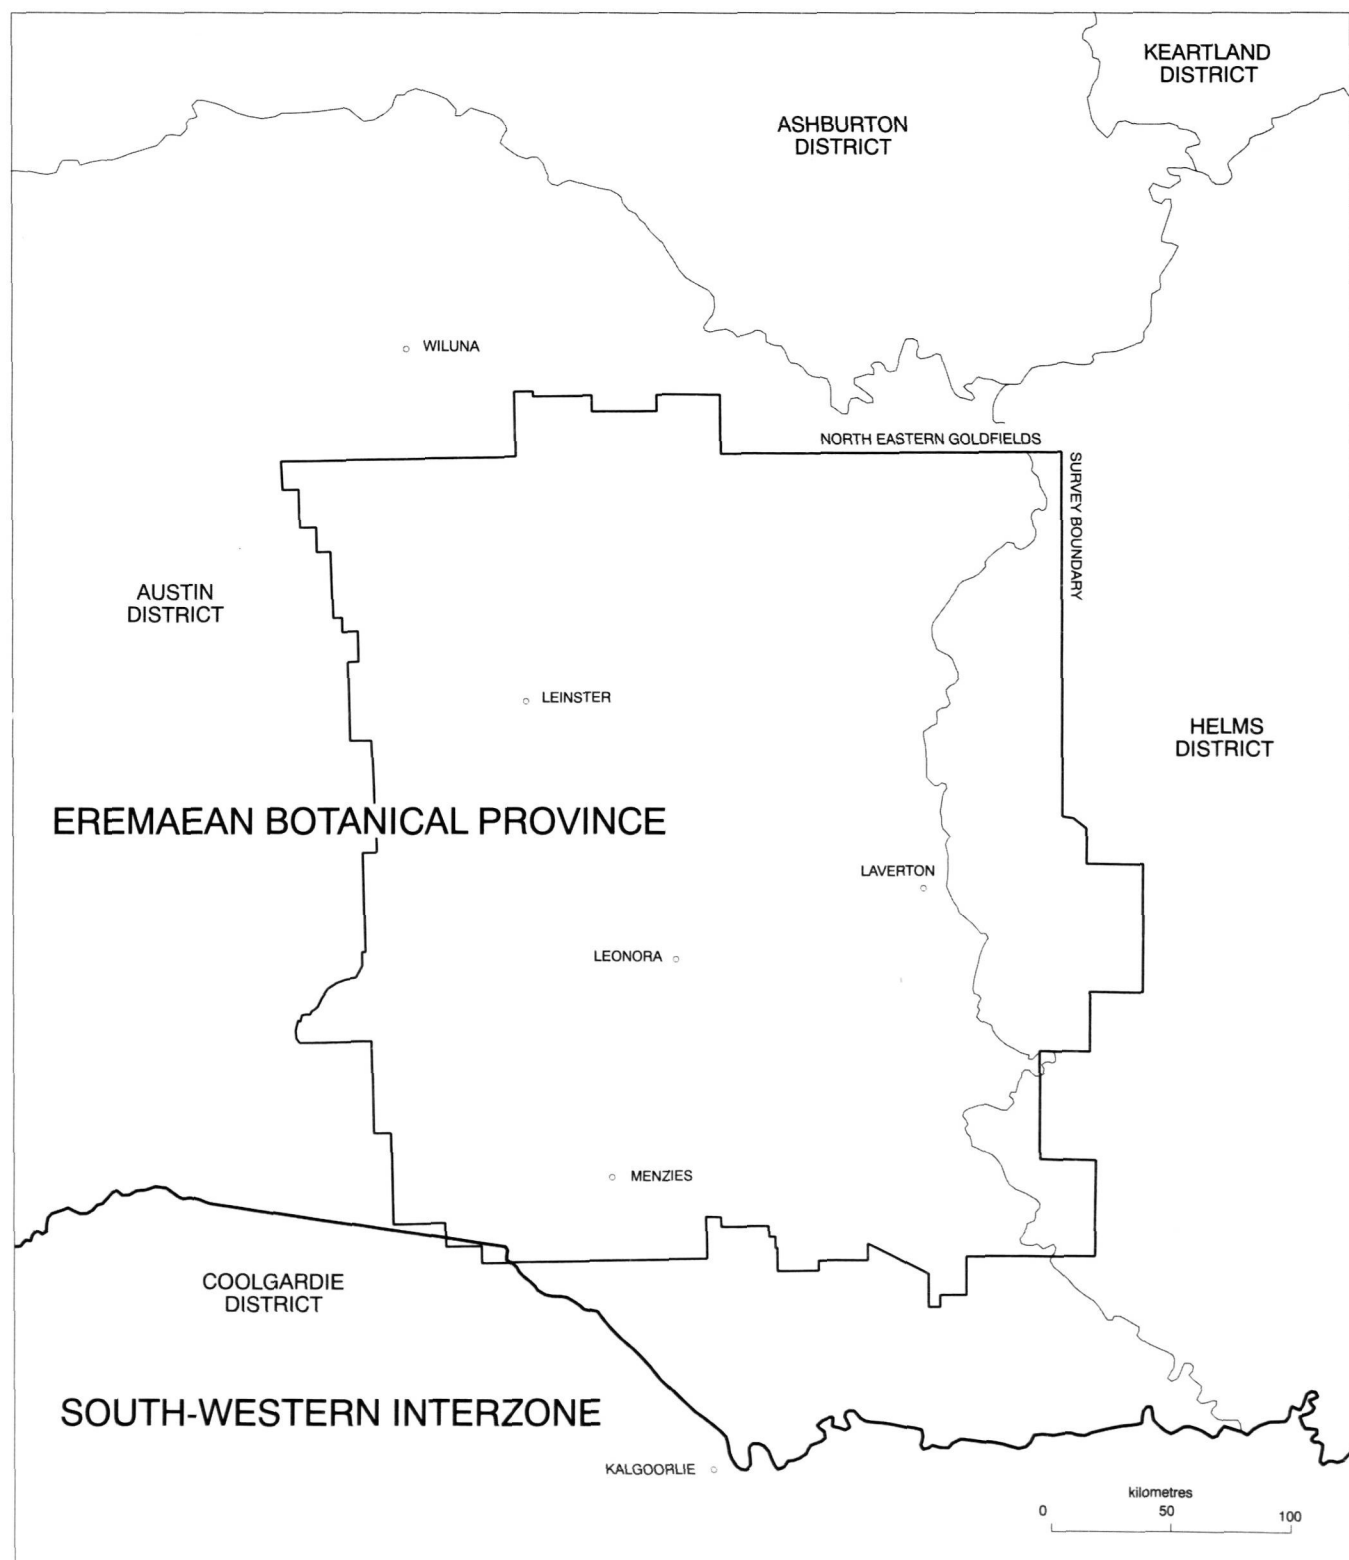 KEARTLAND
DISTRICT
ASHBURTON
DISTRICT
WILUNA
NORTH EASTERN GOLDFIELDS
SURVEY BOUNDARY
AUSTIN
DISTRICT
LEINSTER
HELMS
DISTRICT
EREMAEAN BOTANICAL PROVINCE
LAVERTON
LEONORA
MENZIES
COOLGARDIE
DISTRICT
SOUTH-WESTERN INTERZONE
KALGOORLIE
kilometres
0 50 100